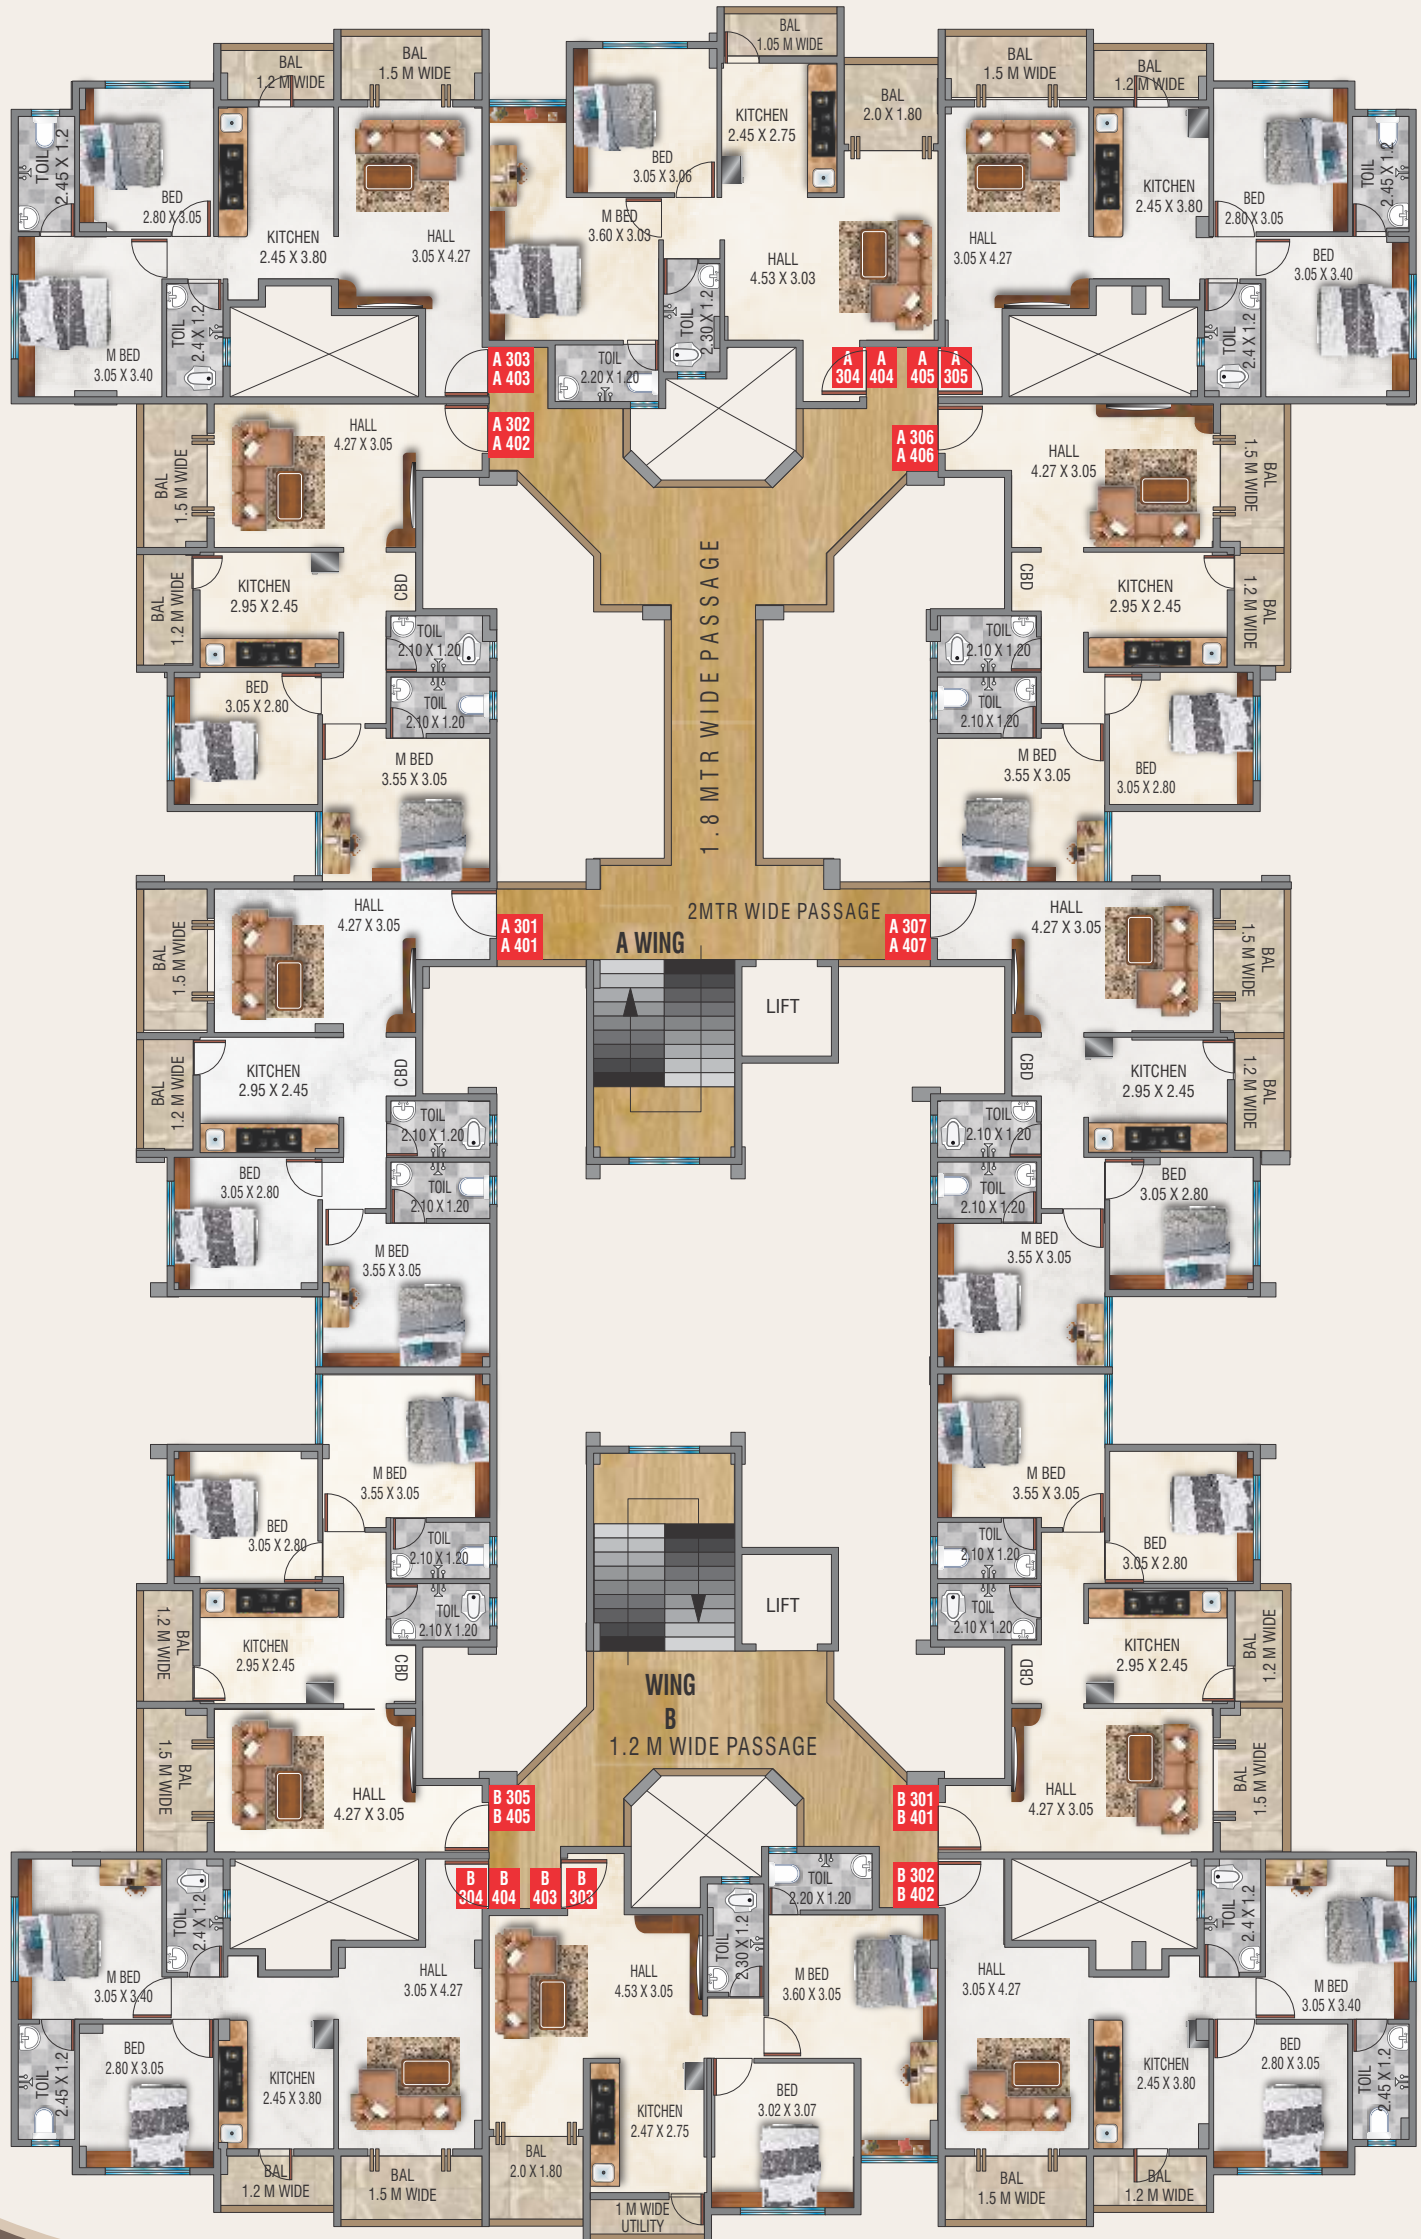 BAL
1.05 M WIDE
BAL
1.5 M WIDE
BAL
1.2 M WIDE
BAL
1.5 M WIDE
BAL
1.2 M WIDE
TOIL
2.45 X 1.2
BED
2.80 X 3.05
KITCHEN
2.45 X 3.80
HALL
3.05 X 4.27
M BED
3.05 X 3.40
TOIL
2.4 X 1.2
BED
3.05 X 3.06
M BED
3.60 X 3.03
KITCHEN
2.45 X 2.75
BAL
2.0 X 1.80
HALL
4.53 X 3.03
TOIL
2.30 X 1.2
TOIL
2.20 X 1.20
HALL
3.05 X 4.27
KITCHEN
2.45 X 3.80
BED
2.80 X 3.05
TOIL
2.45 X 1.2
BED
3.05 X 3.40
TOIL
2.4 X 1.2
A 303
A 403
A
304
A
404
A
405
A
305
A 302
A 402
A 306
A 406
HALL
4.27 X 3.05
BAL
1.5 M WIDE
KITCHEN
2.95 X 2.45
CBD
BAL
1.2 M WIDE
TOIL
2.10 X 1.20
TOIL
2.10 X 1.20
BED
3.05 X 2.80
M BED
3.55 X 3.05
1.8 MTR WIDE PASSAGE
HALL
4.27 X 3.05
BAL
1.5 M WIDE
CBD
KITCHEN
2.95 X 2.45
BAL
1.2 M WIDE
TOIL
2.10 X 1.20
TOIL
2.10 X 1.20
M BED
3.55 X 3.05
BED
3.05 X 2.80
HALL
4.27 X 3.05
A 301
A 401
2MTR WIDE PASSAGE
A WING
A 307
A 407
LIFT
HALL
4.27 X 3.05
BAL
1.5 M WIDE
BAL
1.5 M WIDE
KITCHEN
2.95 X 2.45
CBD
BAL
1.2 M WIDE
TOIL
2.10 X 1.20
TOIL
2.10 X 1.20
BED
3.05 X 2.80
M BED
3.55 X 3.05
CBD
KITCHEN
2.95 X 2.45
BAL
1.2 M WIDE
TOIL
2.10 X 1.20
TOIL
2.10 X 1.20
BED
3.05 X 2.80
M BED
3.55 X 3.05
M BED
3.55 X 3.05
BED
3.05 X 2.80
TOIL
2.10 X 1.20
TOIL
2.10 X 1.20
BAL
1.2 M WIDE
KITCHEN
2.95 X 2.45
CBD
BAL
1.5 M WIDE
HALL
4.27 X 3.05
LIFT
WING
B
1.2 M WIDE PASSAGE
M BED
3.55 X 3.05
BED
3.05 X 2.80
TOIL
2.10 X 1.20
TOIL
2.10 X 1.20
KITCHEN
2.95 X 2.45
CBD
BAL
1.2 M WIDE
HALL
4.27 X 3.05
BAL
1.5 M WIDE
B 305
B 405
B 301
B 401
B
304
B
404
B
403
B
303
B 302
B 402
TOIL
2.4 X 1.2
M BED
3.05 X 3.40
HALL
3.05 X 4.27
TOIL
2.45 X 1.2
BED
2.80 X 3.05
KITCHEN
2.45 X 3.80
BAL
1.2 M WIDE
BAL
1.5 M WIDE
HALL
4.53 X 3.05
TOIL
2.30 X 1.2
TOIL
2.20 X 1.20
M BED
3.60 X 3.05
KITCHEN
2.47 X 2.75
BED
3.02 X 3.07
BAL
2.0 X 1.80
1 M WIDE
UTILITY
HALL
3.05 X 4.27
TOIL
2.4 X 1.2
M BED
3.05 X 3.40
KITCHEN
2.45 X 3.80
BED
2.80 X 3.05
TOIL
2.45 X 1.2
BAL
1.5 M WIDE
BAL
1.2 M WIDE